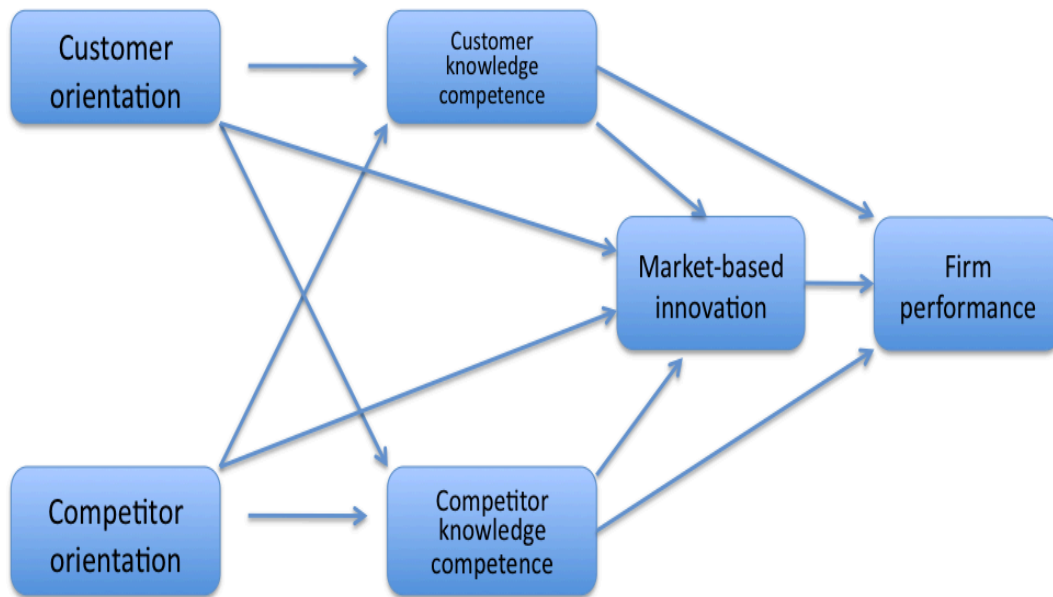 Customer
orientation
Customer
knowledge
competence
Market-based
innovation
Firm
performance
Competitor
orientation
Competitor
knowledge
competence